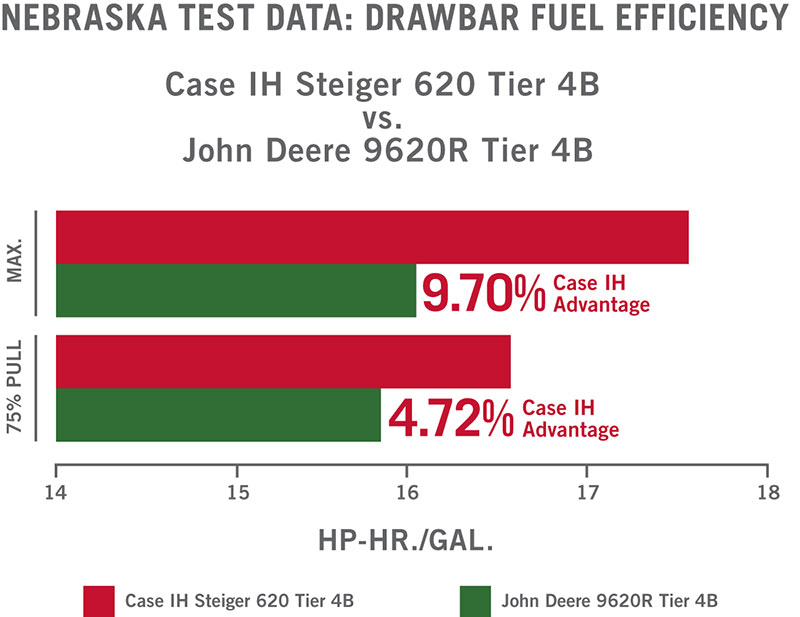 NEBRASKA TEST DATA: DRAWBAR FUEL EFFICIENCY
Case IH Steiger 620 Tier 4B
vs.
John Deere 9620R Tier 4B
MAX.
9.70% Case IH
Advantage
75% PULL
4.72% Case IH
Advantage
14 15 16 17 18
HP-HR./GAL.
Case IH Steiger 620 Tier 4B
John Deere 9620R Tier 4B